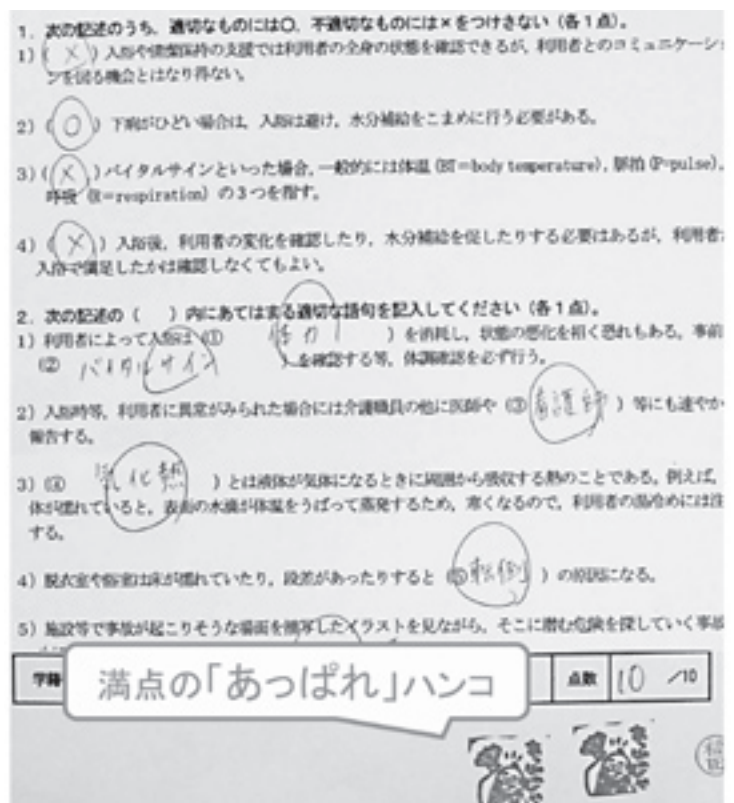 1. 次の記述のうち、適切なものには○、不適切なものには×をつけなさい（各1点）。
1)（ × ）入浴や清潔保持の支援では利用者の全身の状態を確認できるが、利用者とのコミュニケーショ
ンを図る機会とはなり得ない。
2)（ ○ ）下痢がひどい場合は、入浴は避け、水分補給をこまめに行う必要がある。
3)（ × ）バイタルサインといった場合、一般的には体温（BT=body temperature）、脈拍（P=pulse）、
呼吸（R=respiration）の3つを指す。
4)（ × ）入浴後、利用者の変化を確認したり、水分補給を促したりする必要はあるが、利用者
入浴で満足したかは確認しなくてもよい。
2. 次の記述の（　）内にあてはまる適切な語句を記入してください（各1点）。
1) 利用者によって入浴は（① 体力 ）を消耗し、状態の悪化を招く恐れもある。事前
（② バイタルサイン ）を確認する等、体調確認を必ず行う。
2) 入浴時等、利用者に異常がみられた場合には介護職員の他に医師や（③ 看護師 ）等にも速やか
報告する。
3)（④ 気化熱 ）とは液体が気体になるときに周囲から吸収する熱のことである。例えば、
体が濡れていると、表面の水滴が体温をうばって蒸発するため、寒くなるので、利用者の湯冷めには注
する。
4) 脱衣室や浴室は床が濡れていたり、段差があったりすると（⑤ 転倒 ）の原因になる。
5) 施設等で事故が起こりそうな場面を描写したイラストを見ながら、そこに潜む危険を探していく事故
学籍
満点の「あっぱれ」ハンコ
点数 10 /10